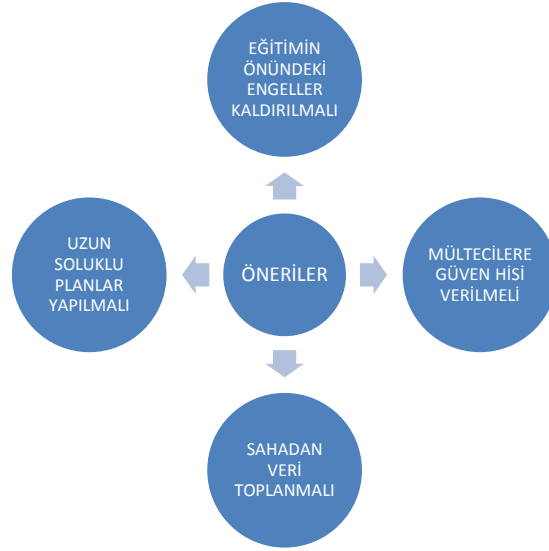 EĞİTİMİN
ÖNÜNDEKİ
ENGELLER
KALDIRILMALI
UZUN
SOLUKLU
PLANLAR
YAPILMALI
ÖNERİLER
MÜLTECİLERE
GÜVEN HİSİ
VERİLMELİ
SAHADAN
VERİ
TOPLANMALI